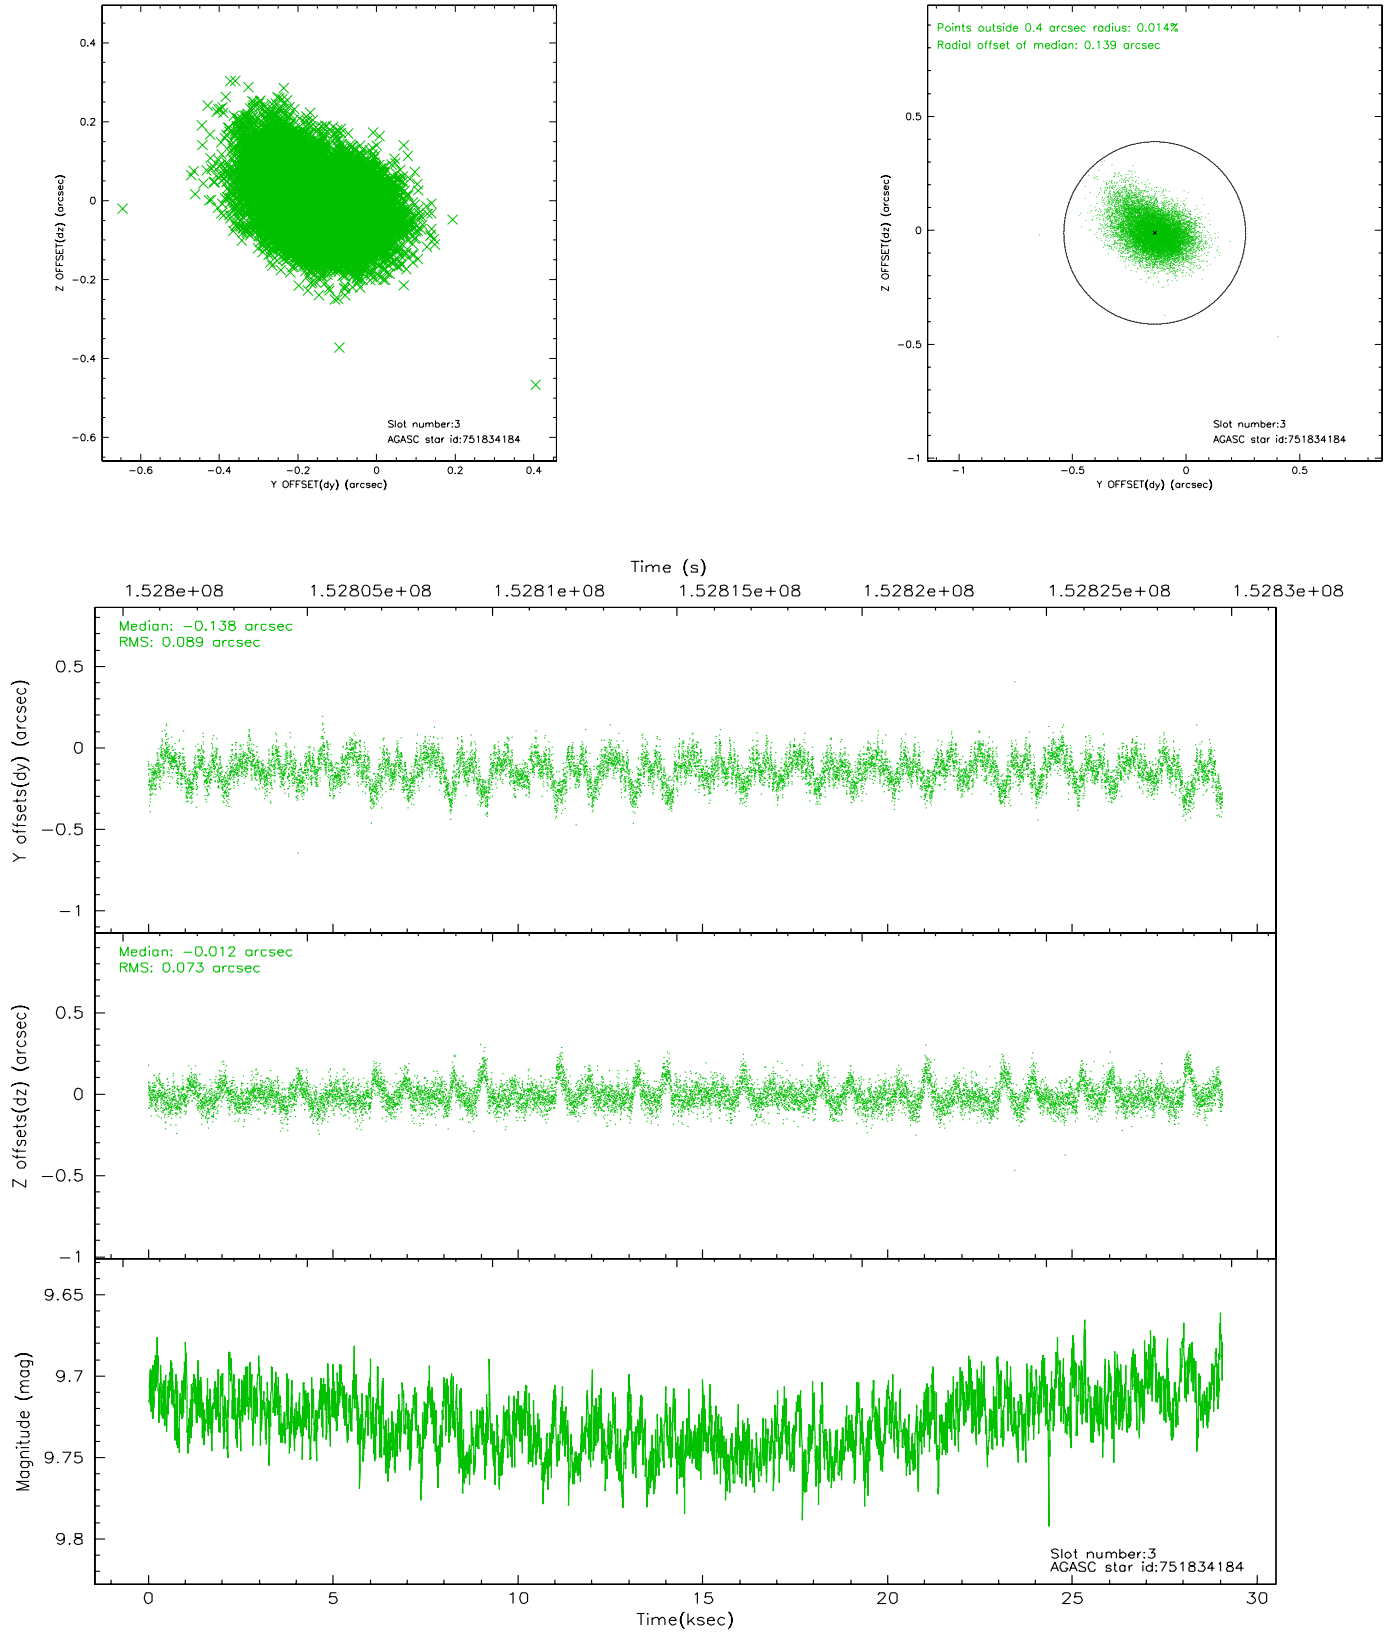 0.4
0.2
0
−0.2
−0.4
−0.6
Z OFFSET(dz) (arcsec)
Slot number:3
AGASC star id:751834184
−0.6 −0.4 −0.2 0 0.2 0.4
Y OFFSET(dy) (arcsec)
Points outside 0.4 arcsec radius: 0.014%
Radial offset of median: 0.139 arcsec
0.5
0
−0.5
−1
Z OFFSET(dz) (arcsec)
Slot number:3
AGASC star id:751834184
−1 −0.5 0 0.5
Y OFFSET(dy) (arcsec)
Time (s)
1.528e+08 1.52805e+08 1.5281e+08 1.52815e+08 1.5282e+08 1.52825e+08 1.5283e+08
Median: −0.138 arcsec
RMS: 0.089 arcsec
0.5
0
−0.5
−1
Y offsets(dy) (arcsec)
Median: −0.012 arcsec
RMS: 0.073 arcsec
0.5
0
−0.5
−1
Z offsets(dz) (arcsec)
9.65
9.7
9.75
9.8
Magnitude (mag)
Slot number:3
AGASC star id:751834184
0 5 10 15 20 25 30
Time(ksec)